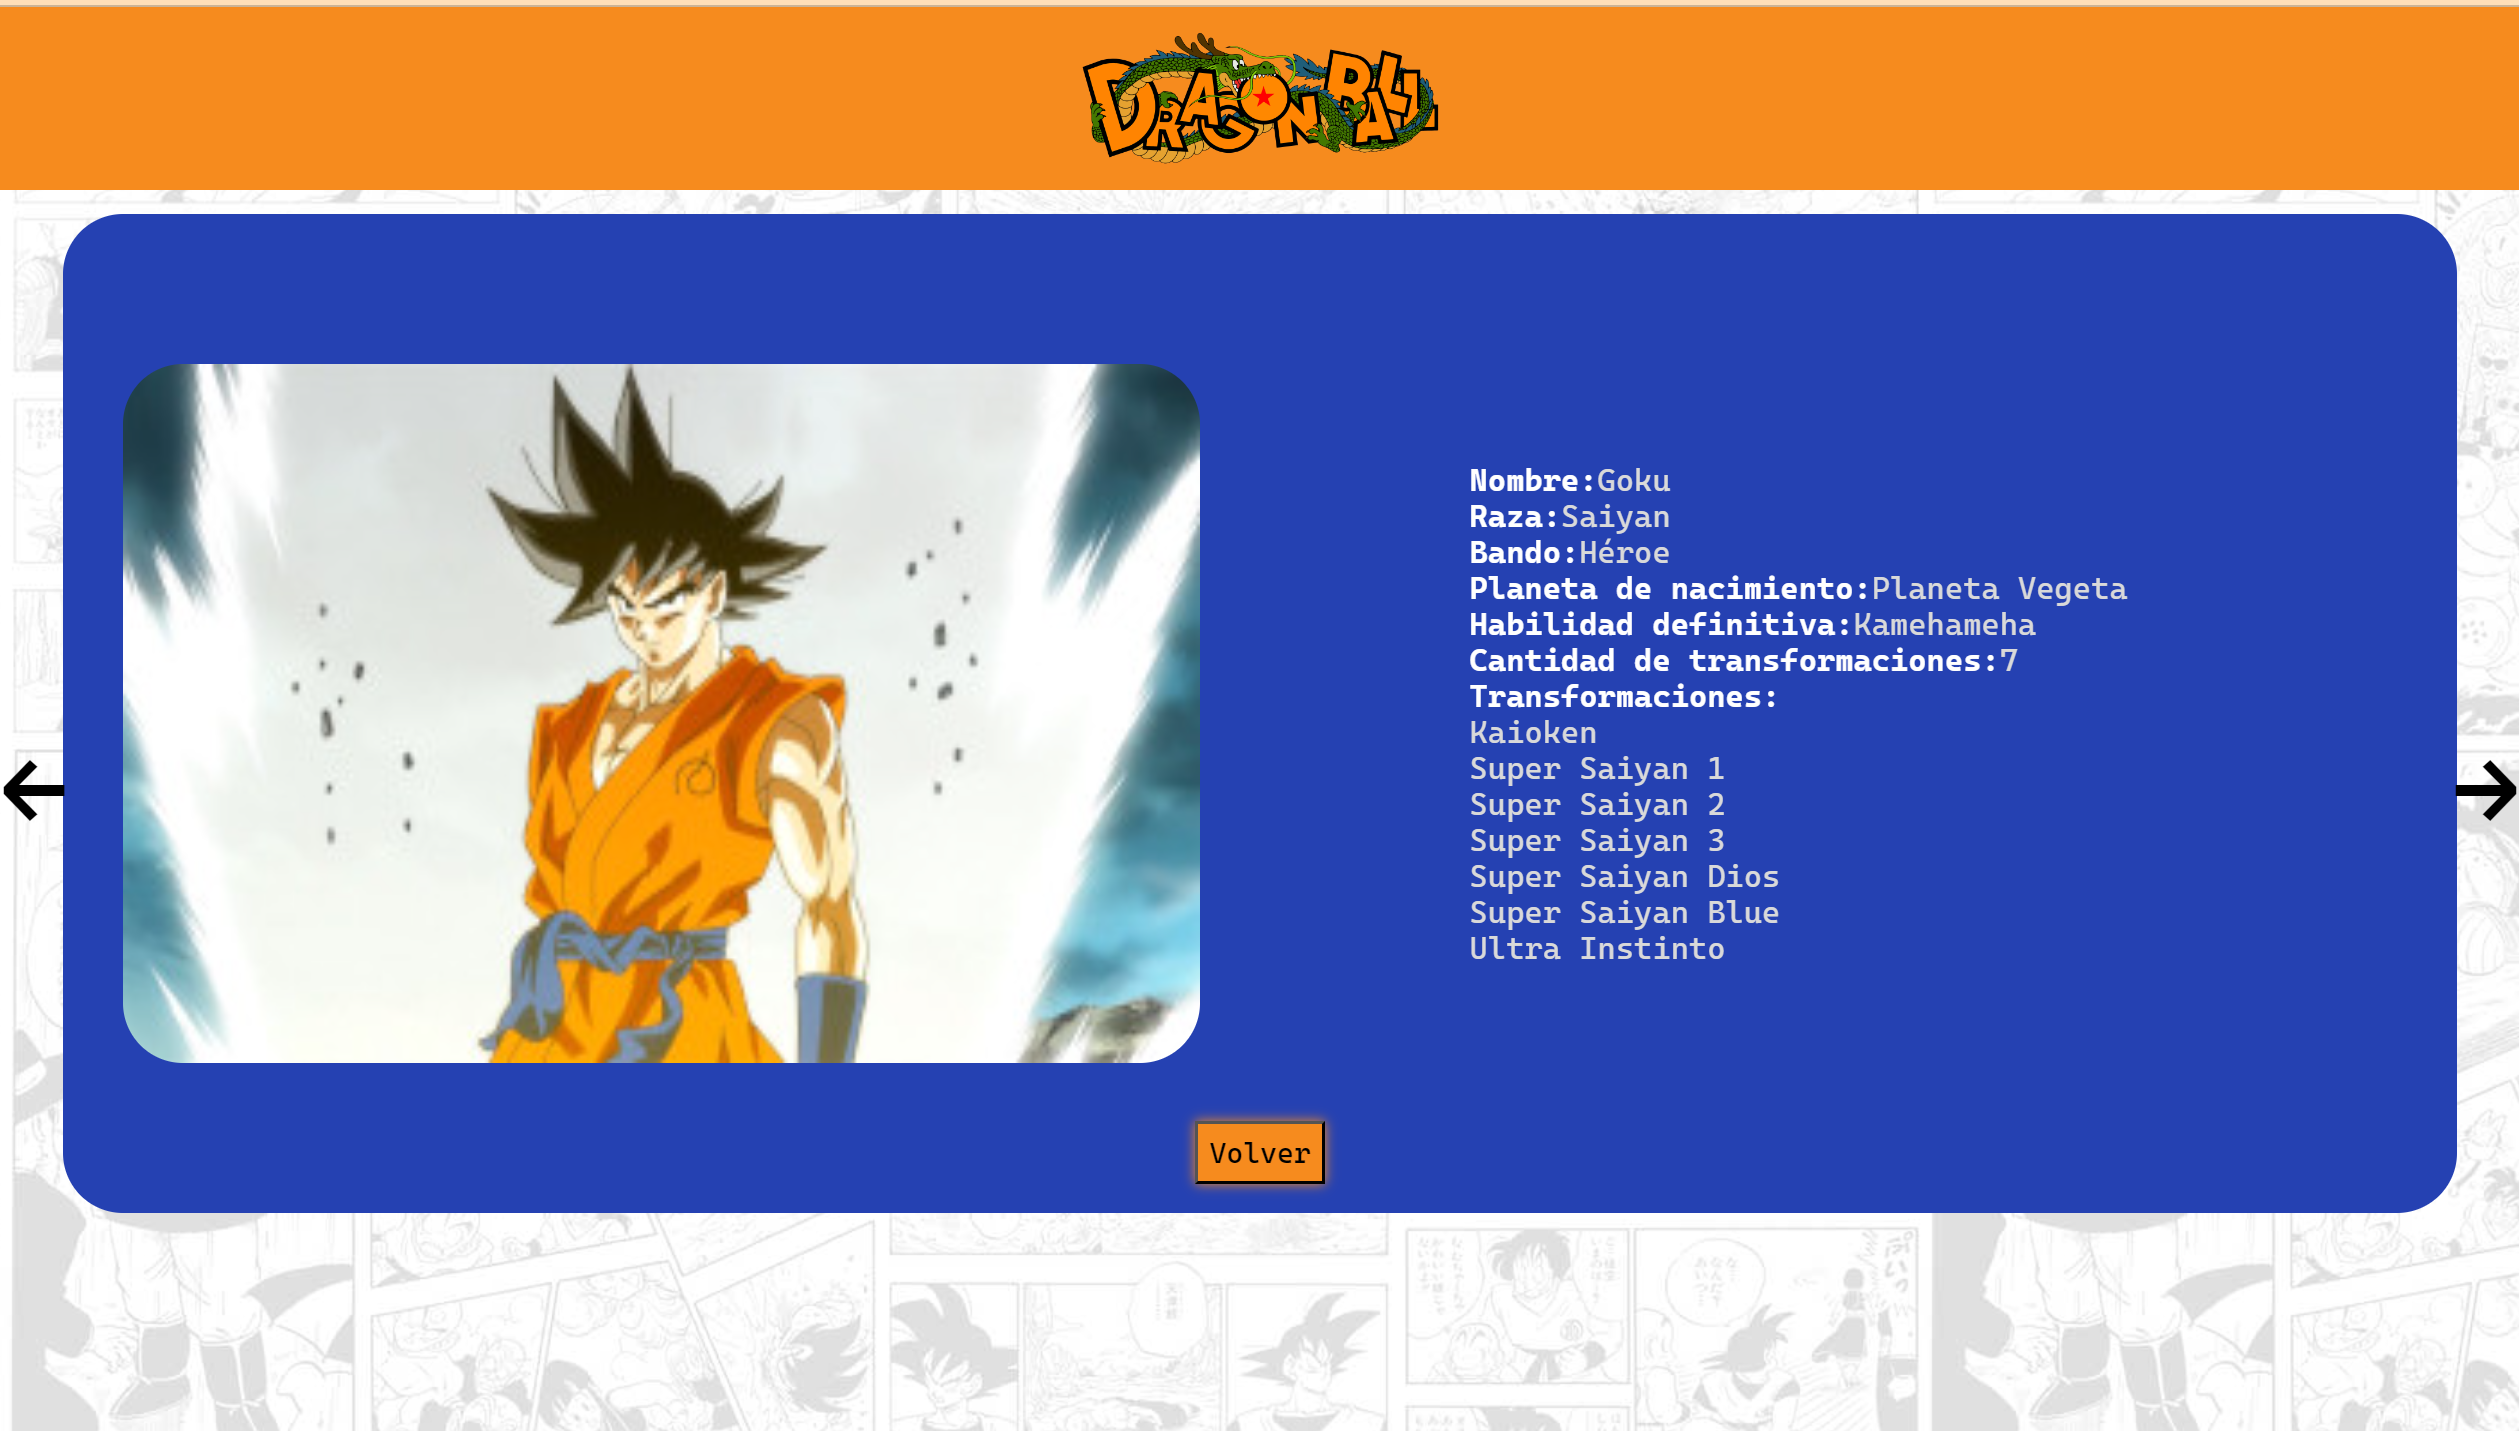 DRAGON BALL
Nombre:Goku
Raza:Saiyan
Bando:Héroe
Planeta de nacimiento:Planeta Vegeta
Habilidad definitiva:Kamehameha
Cantidad de transformaciones:7
Transformaciones:
Kaioken
Super Saiyan 1
Super Saiyan 2
Super Saiyan 3
Super Saiyan Dios
Super Saiyan Blue
Ultra Instinto
Volver